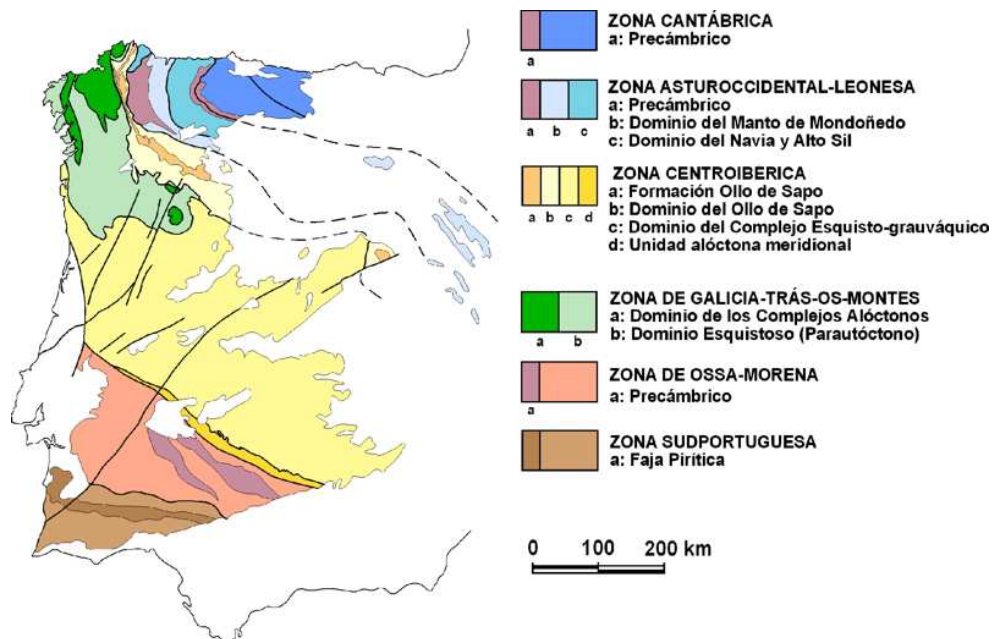 ZONA CANTÁBRICA
a: Precámbrico
a
ZONA ASTUROCCIDENTAL-LEONESA
a: Precámbrico
b: Dominio del Manto de Mondoñedo
c: Dominio del Navia y Alto Sil
a b c
ZONA CENTROIBÉRICA
a: Formación Ollo de Sapo
b: Dominio del Ollo de Sapo
c: Dominio del Complejo Esquisto-grauváquico
d: Unidad alóctona meridional
a b c d
ZONA DE GALICIA-TRÁS-OS-MONTES
a: Dominio de los Complejos Alóctonos
b: Dominio Esquistoso (Parautóctono)
a b
ZONA DE OSSA-MORENA
a: Precámbrico
a
ZONA SUDPORTUGUESA
a: Faja Pirítica
0 100 200 km